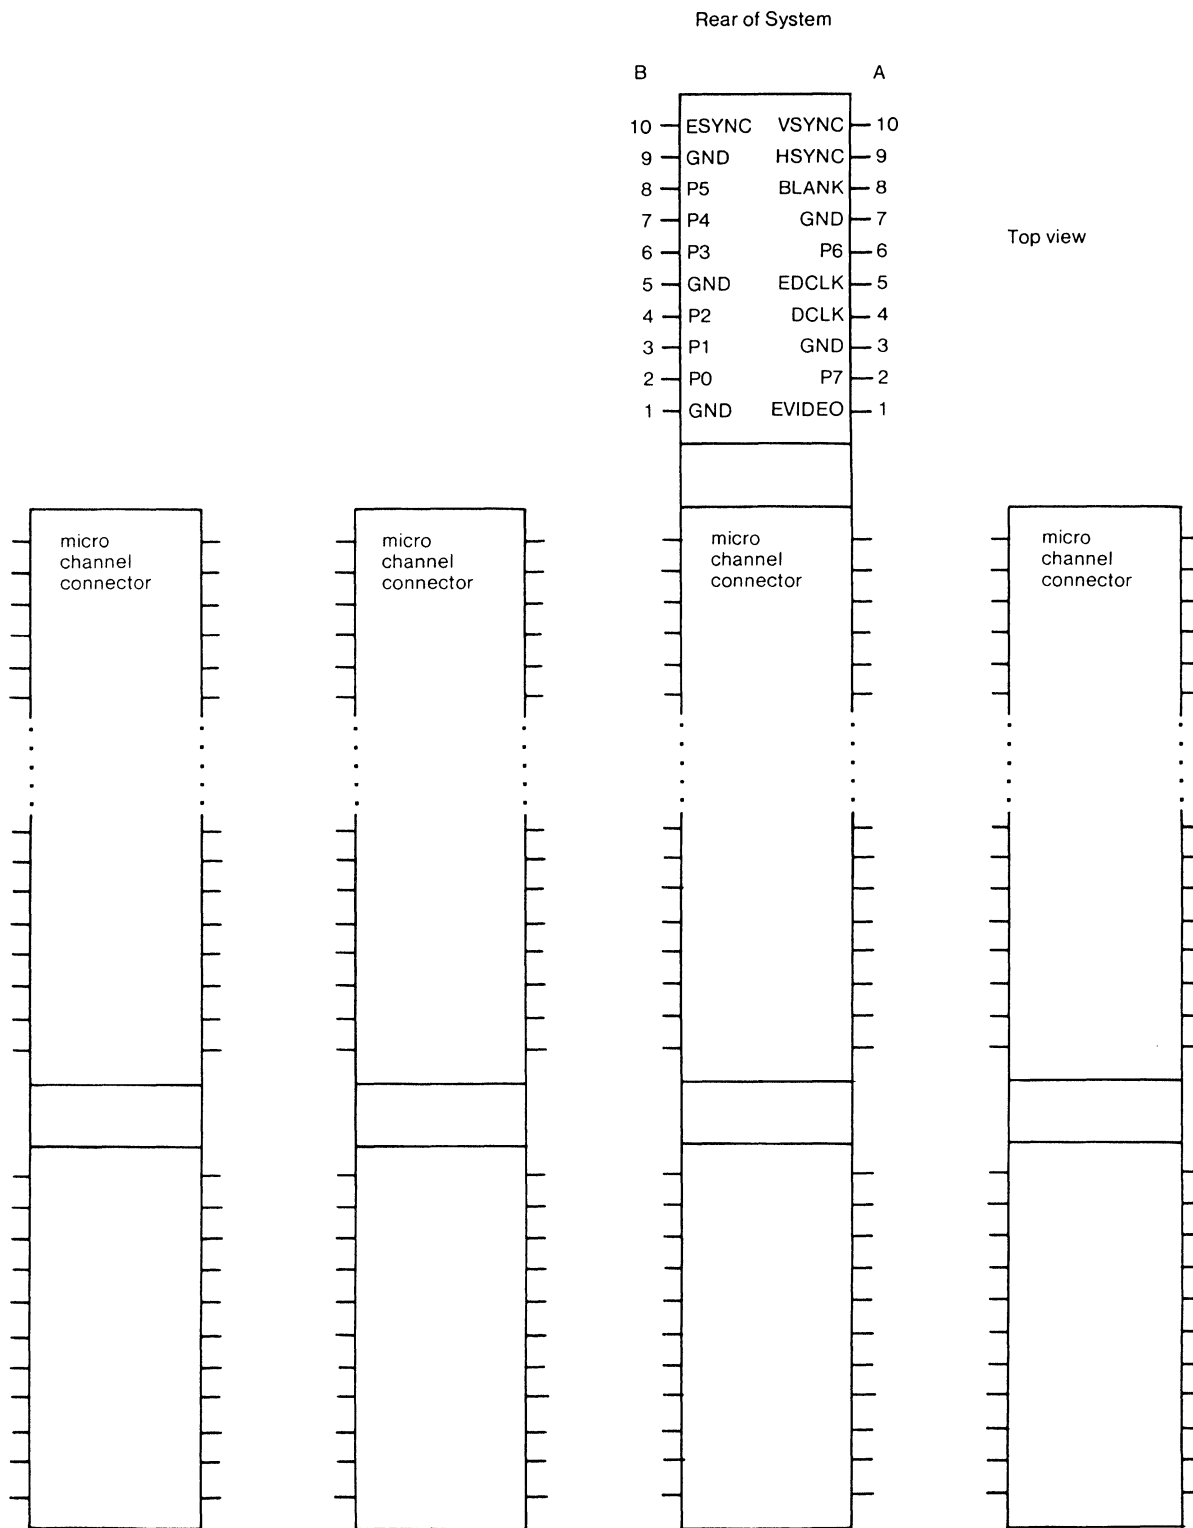 Rear of System
B A
10 ESYNC VSYNC 10
9 GND HSYNC 9
8 P5 BLANK 8
7 P4 GND 7
Top view
6 P3 P6 6
5 GND EDCLK 5
4 P2 DCLK 4
3 P1 GND 3
2 P0 P7 2
1 GND EVIDEO 1
micro
channel
connector
micro
channel
connector
micro
channel
connector
micro
channel
connector